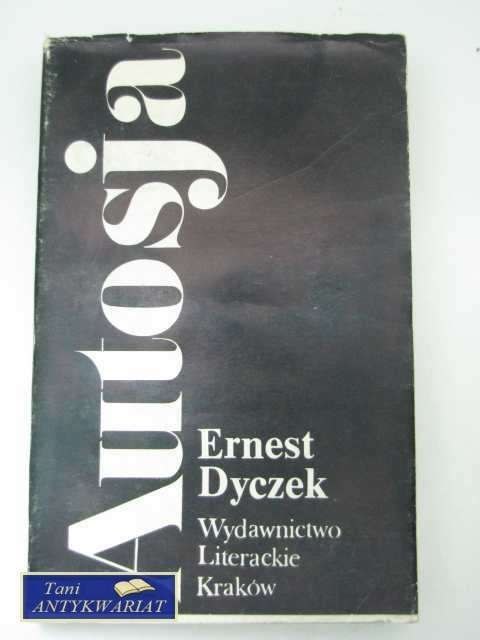 Autosja
Ernest
Dyczek
Wydawnictwo
Literackie
Kraków
Tani
ANTYKWARIAT